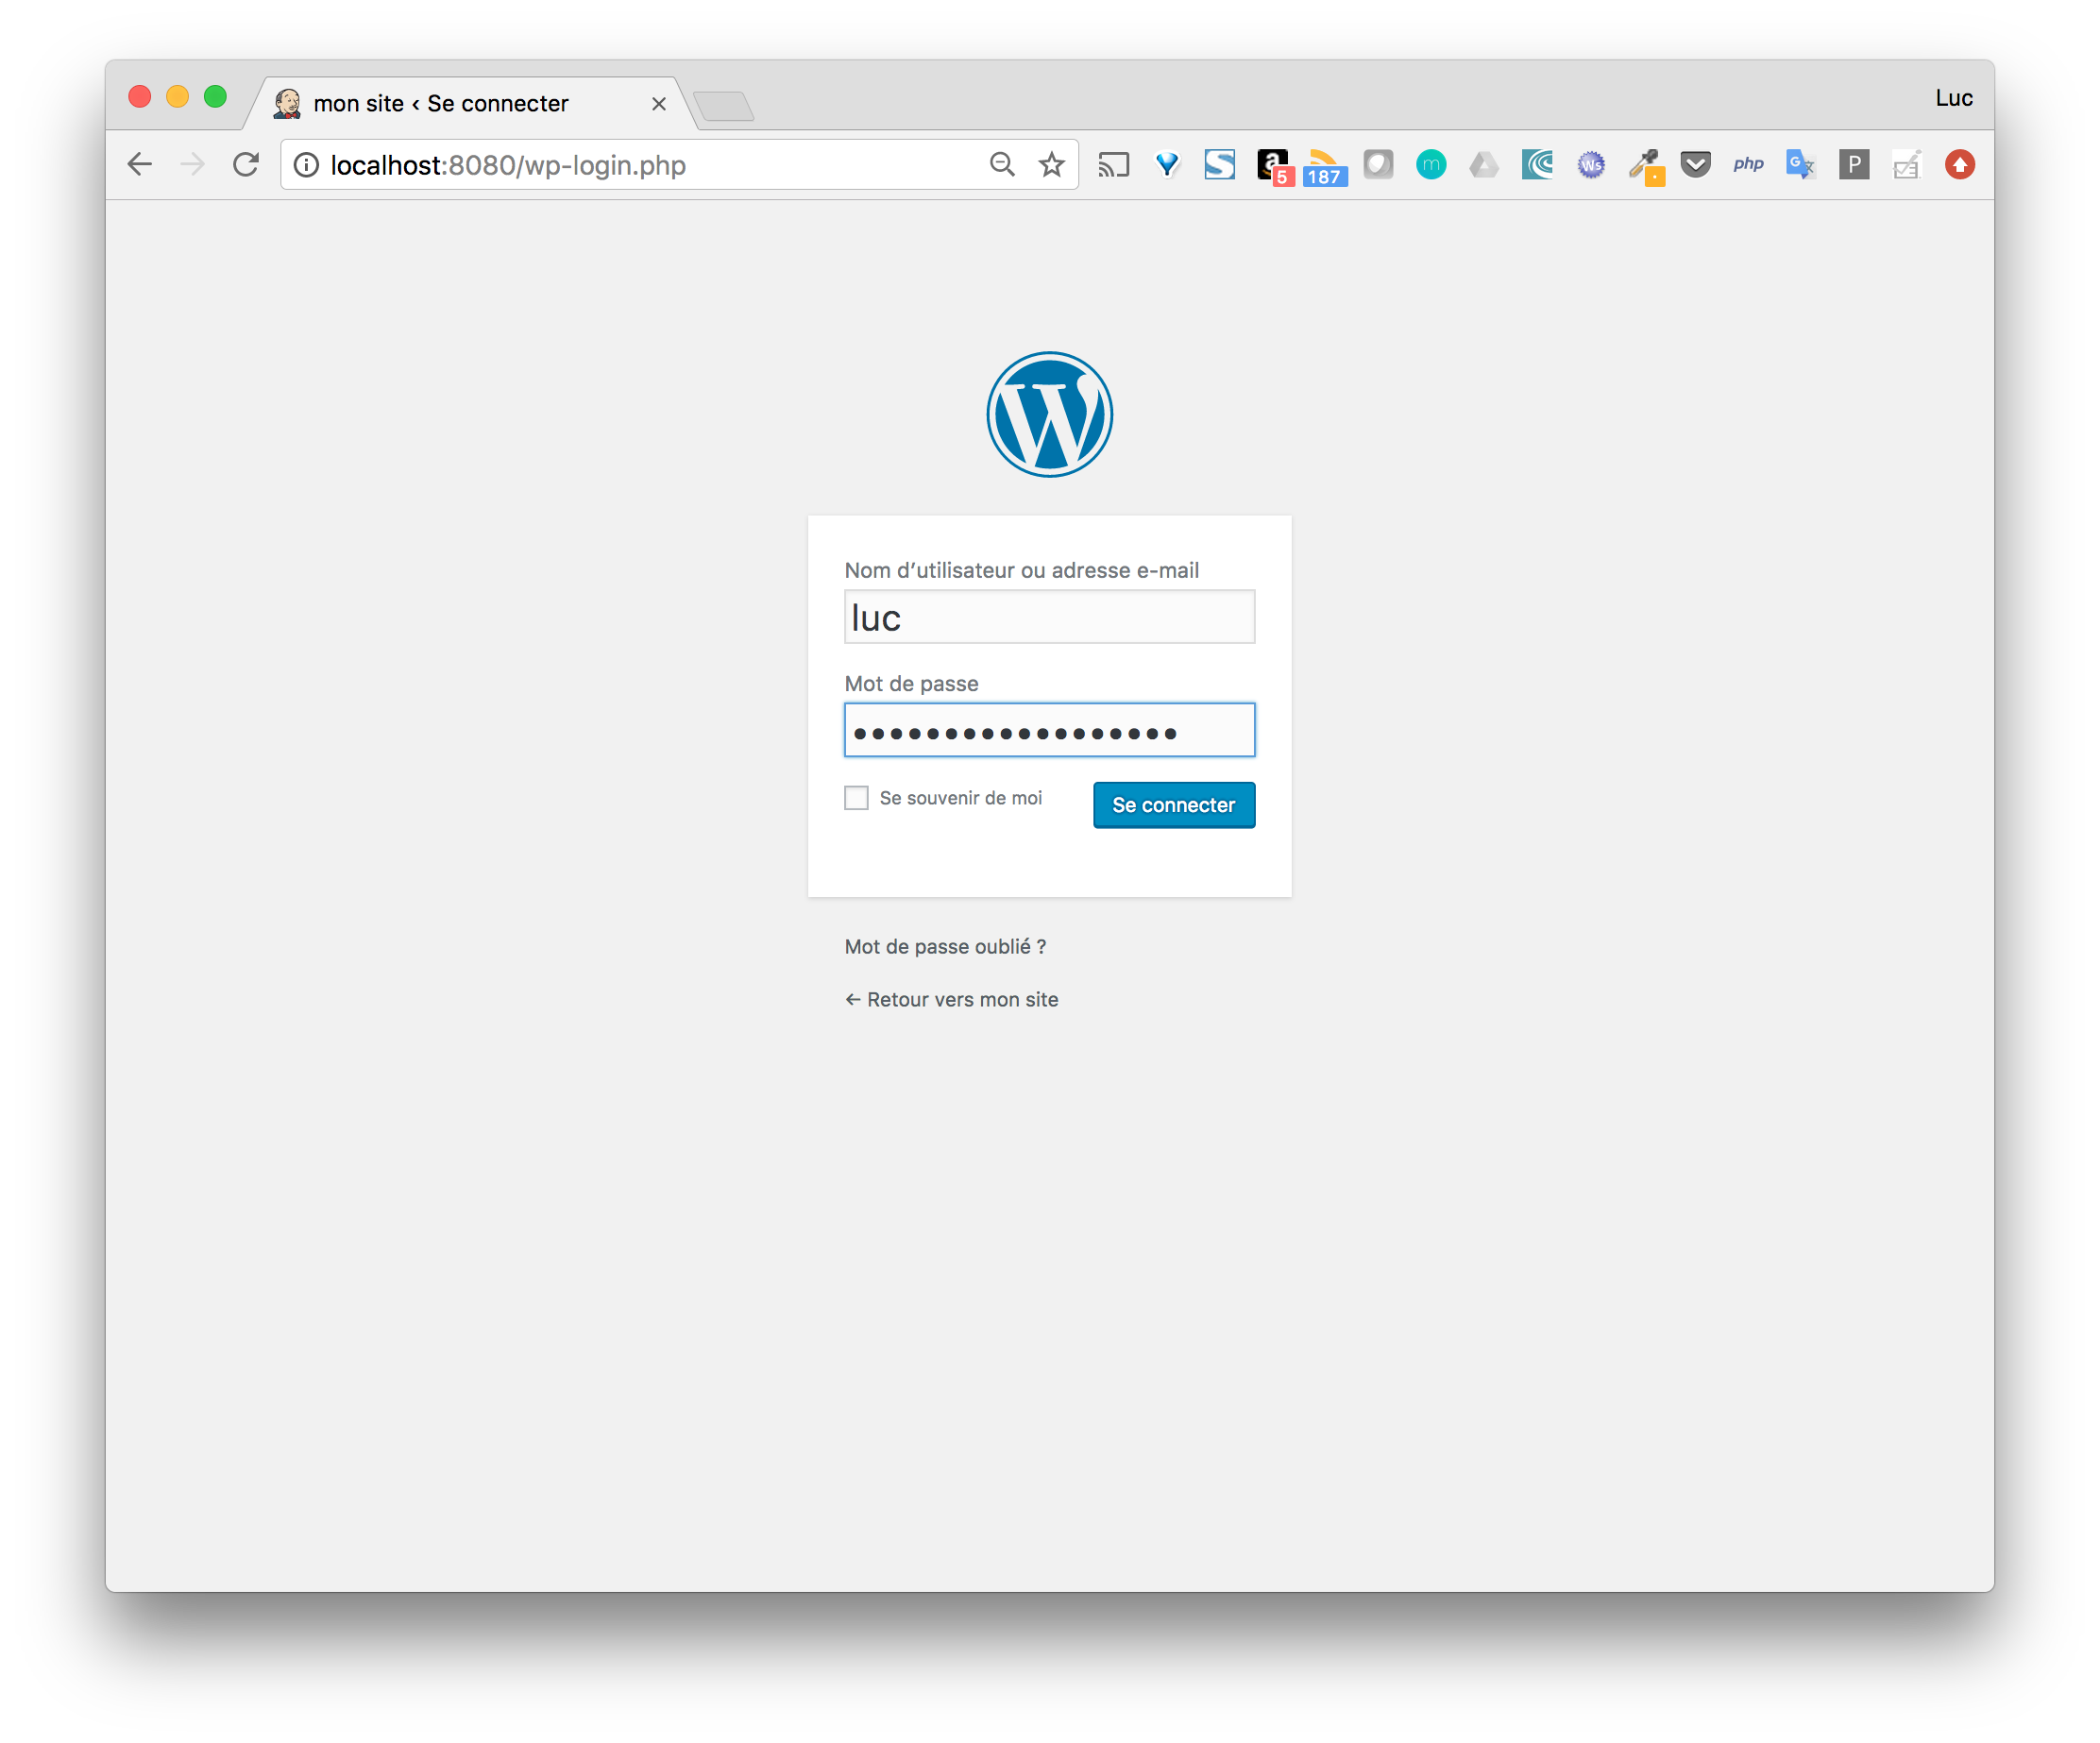 mon site ‹ Se connecter
Luc
localhost:8080/wp-login.php
5
187
m
WS
php
G
P
W
Nom d’utilisateur ou adresse e-mail
luc
Mot de passe
••••••••••••••••••
Se souvenir de moi
Se connecter
Mot de passe oublié ?
← Retour vers mon site